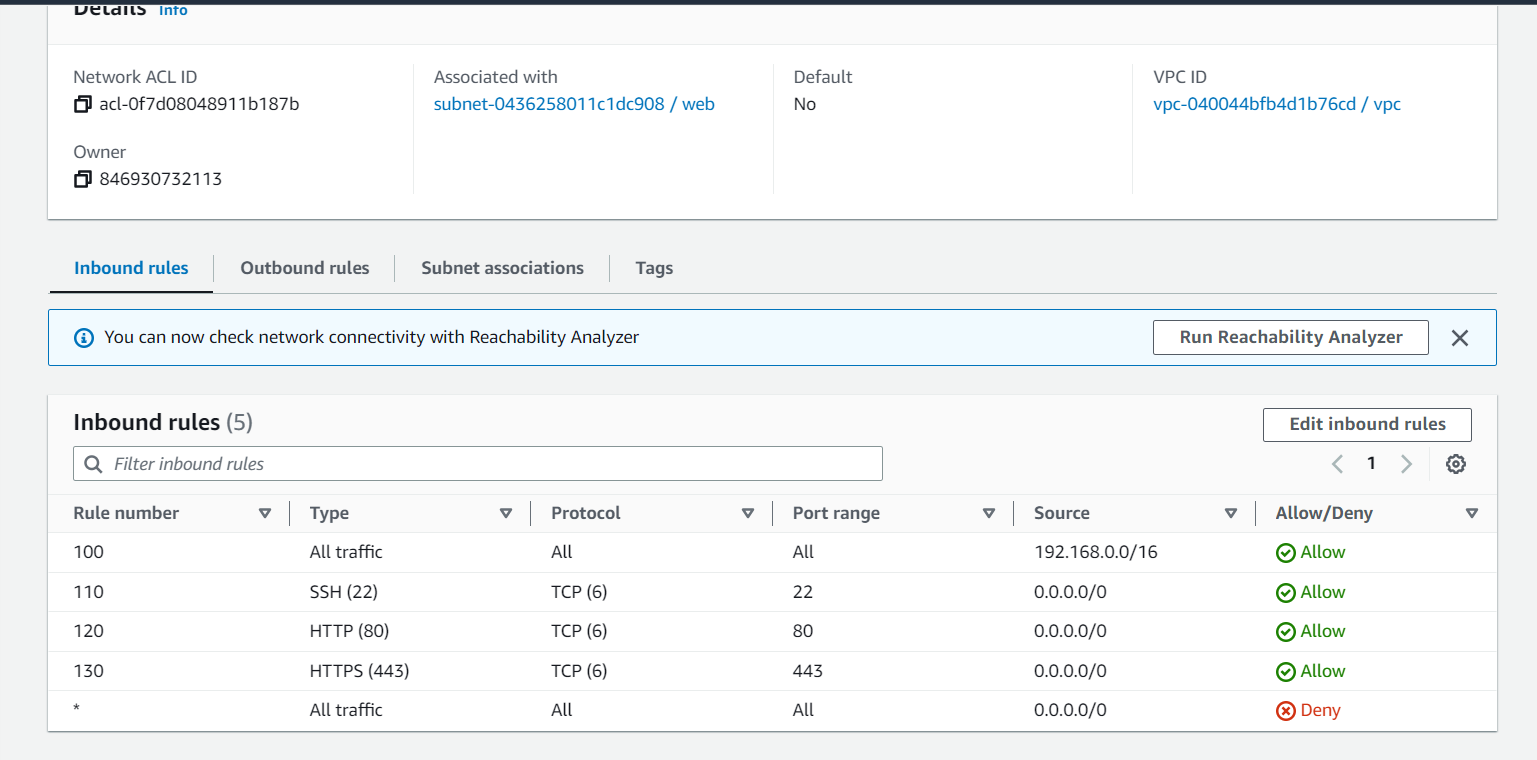 Details Info
Network ACL ID Associated with Default VPC ID
acl-0f7d08048911b187b subnet-0436258011c1dc908 / web No vpc-040044bfb4d1b76cd / vpc
Owner
846930732113
Inbound rules Outbound rules Subnet associations Tags
You can now check network connectivity with Reachability Analyzer Run Reachability Analyzer
Inbound rules (5) Edit inbound rules
Filter inbound rules 1
Rule number Type Protocol Port range Source Allow/Deny
100 All traffic All All 192.168.0.0/16 Allow
110 SSH (22) TCP (6) 22 0.0.0.0/0 Allow
120 HTTP (80) TCP (6) 80 0.0.0.0/0 Allow
130 HTTPS (443) TCP (6) 443 0.0.0.0/0 Allow
* All traffic All All 0.0.0.0/0 Deny